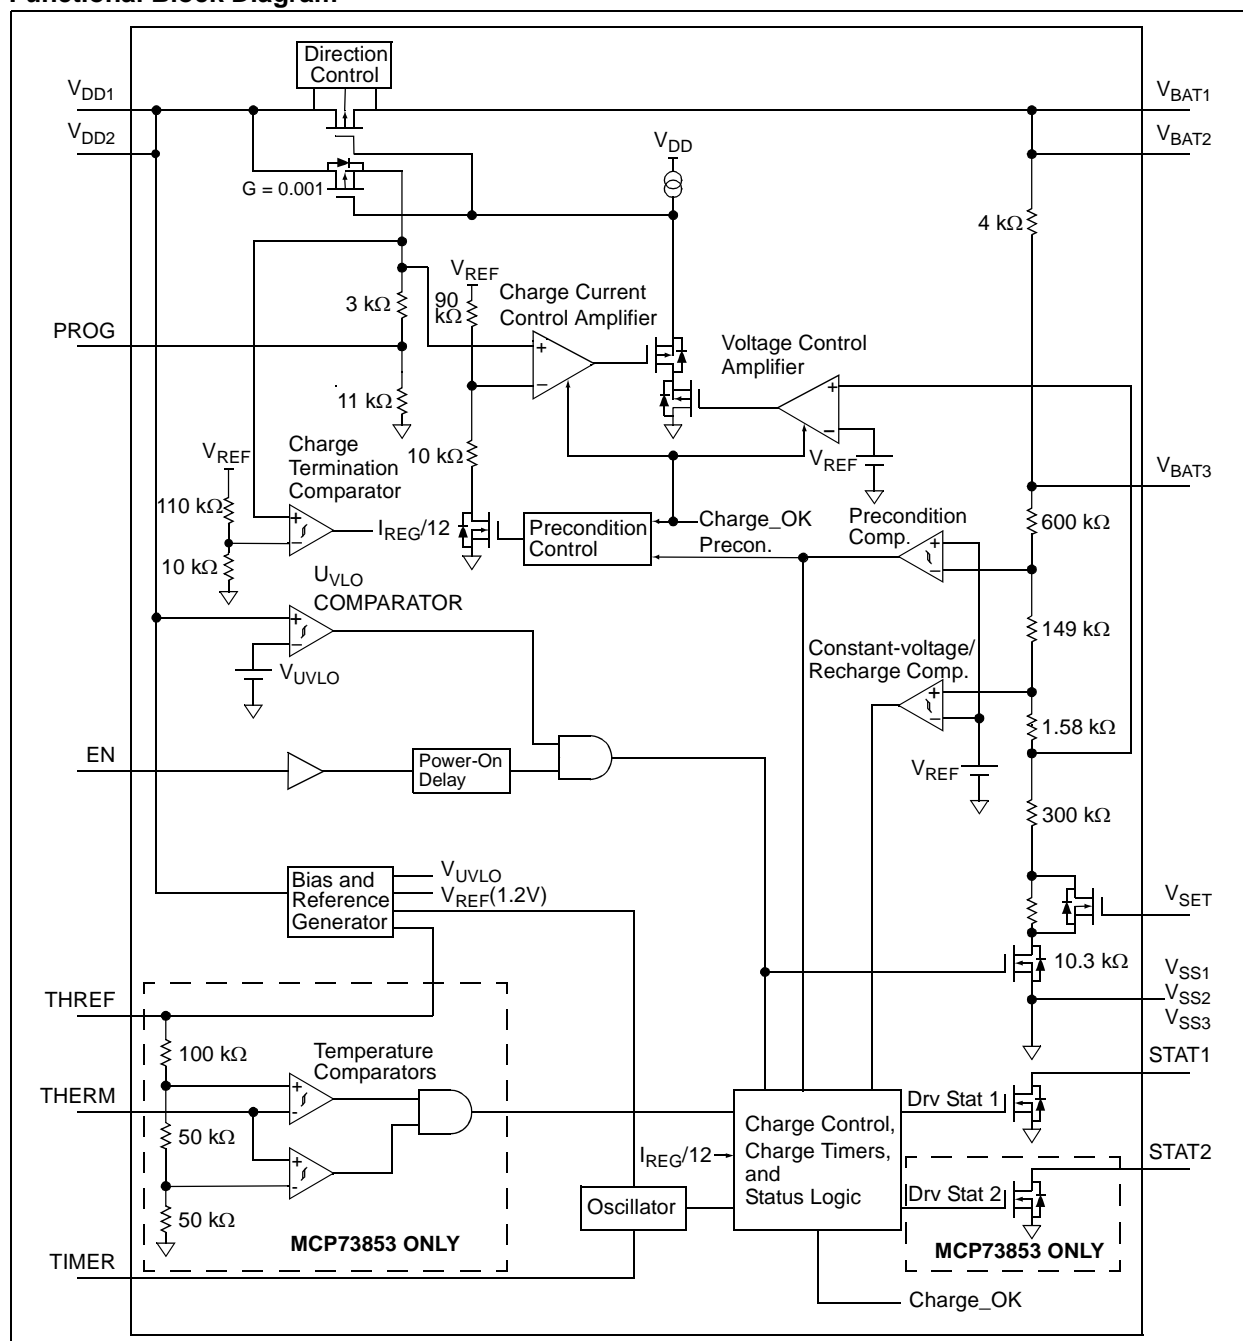 Functional Block Diagram
Direction
Control
VDD1
VBAT1
VDD2
VBAT2
VDD
G = 0.001
4 kΩ
VREF
90
kΩ
Charge Current
Control Amplifier
3 kΩ
PROG
Voltage Control
Amplifier
11 kΩ
Charge
Termination
Comparator
VREF
10 kΩ
VREF
VBAT3
110 kΩ
IREG/12
Precondition
Control
Charge_OK
Precon.
Precondition
Comp.
600 kΩ
10 kΩ
UVLO
COMPARATOR
149 kΩ
Constant-voltage/
Recharge Comp.
VUVLO
1.58 kΩ
EN
Power-On
Delay
VREF
300 kΩ
Bias and
Reference
Generator
VUVLO
VREF(1.2V)
VSET
10.3 kΩ
VSS1
VSS2
VSS3
THREF
100 kΩ
Temperature
Comparators
STAT1
THERM
Drv Stat 1
50 kΩ
Charge Control,
Charge Timers,
and
Status Logic
IREG/12
STAT2
Drv Stat 2
50 kΩ
Oscillator
MCP73853 ONLY
MCP73853 ONLY
TIMER
Charge_OK